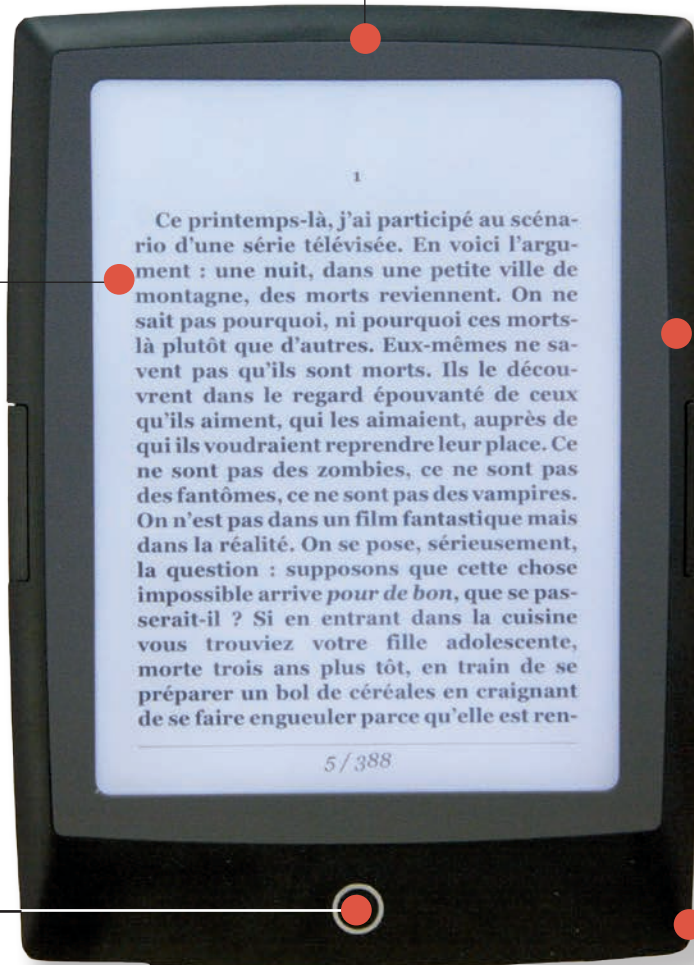 1
Ce printemps-là, j'ai participé au scéna-
rio d'une série télévisée. En voici l'argu-
ment : une nuit, dans une petite ville de
montagne, des morts reviennent. On ne
sait pas pourquoi, ni pourquoi ces morts-
là plutôt que d'autres. Eux-mêmes ne sa-
vent pas qu'ils sont morts. Ils le décou-
vrent dans le regard épouvanté de ceux
qu'ils aiment, qui les aimaient, auprès de
qui ils voudraient reprendre leur place. Ce
ne sont pas des zombies, ce ne sont pas
des fantômes, ce ne sont pas des vampires.
On n'est pas dans un film fantastique mais
dans la réalité. On se pose, sérieusement,
la question : supposons que cette chose
impossible arrive pour de bon, que se pas-
serait-il ? Si en entrant dans la cuisine
vous trouviez votre fille adolescente,
morte trois ans plus tôt, en train de se
préparer un bol de céréales en craignant
de se faire engueuler parce qu'elle est ren-
5 / 388